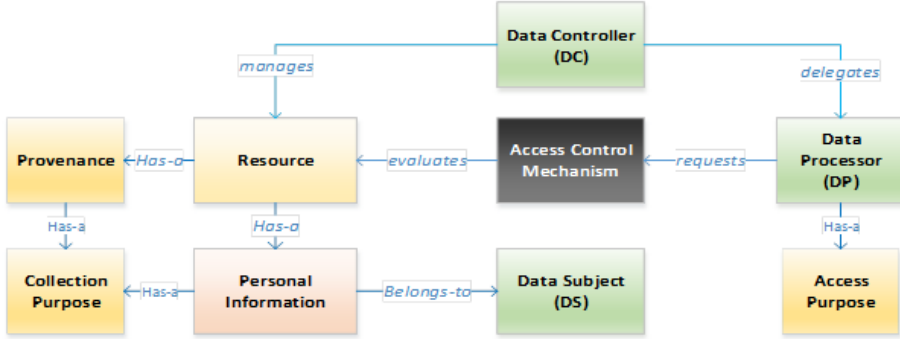 Data Controller
(DC)
manages
delegates
Provenance
Has-a
Resource
evaluates
Access Control
Mechanism
requests
Data
Processor
(DP)
Has-a
Has-a
Has-a
Collection
Purpose
Has-a
Personal
Information
Belongs-to
Data Subject
(DS)
Access
Purpose